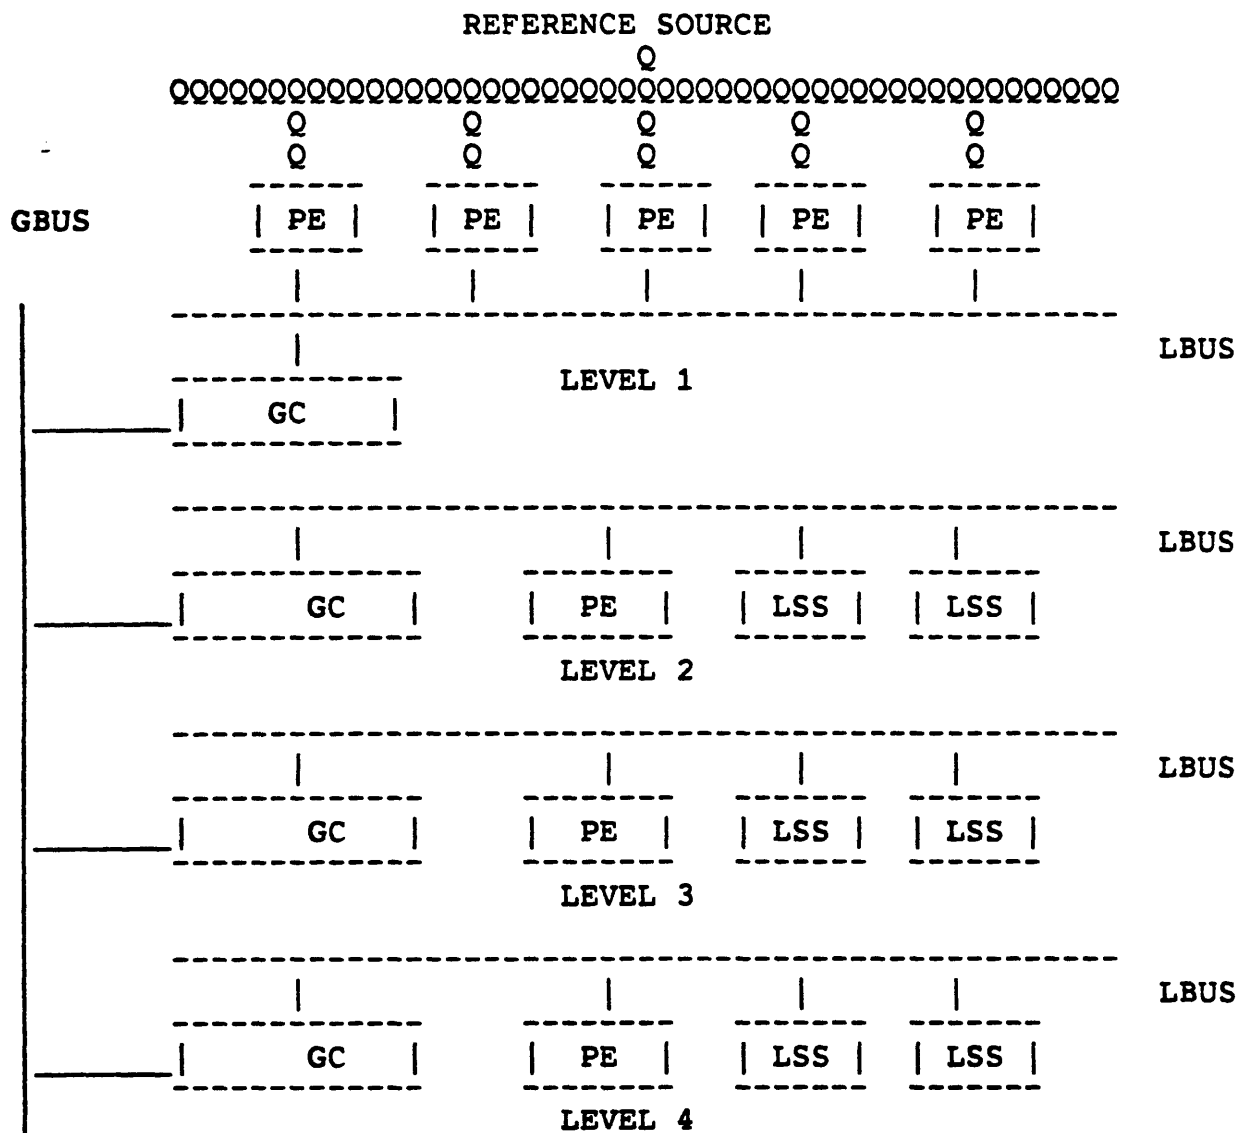 REFERENCE SOURCE
Q
QQQQQQQQQQQQQQQQQQQQQQQQQQQQQQQQQQQQQQQQQQQQQQQQQ
Q Q Q Q Q
Q Q Q Q Q
GBUS | PE | | PE | | PE | | PE | | PE |
LBUS
LEVEL 1
| GC |
LBUS
| GC | | PE | | LSS | | LSS |
LEVEL 2
LBUS
| GC | | PE | | LSS | | LSS |
LEVEL 3
LBUS
| GC | | PE | | LSS | | LSS |
LEVEL 4